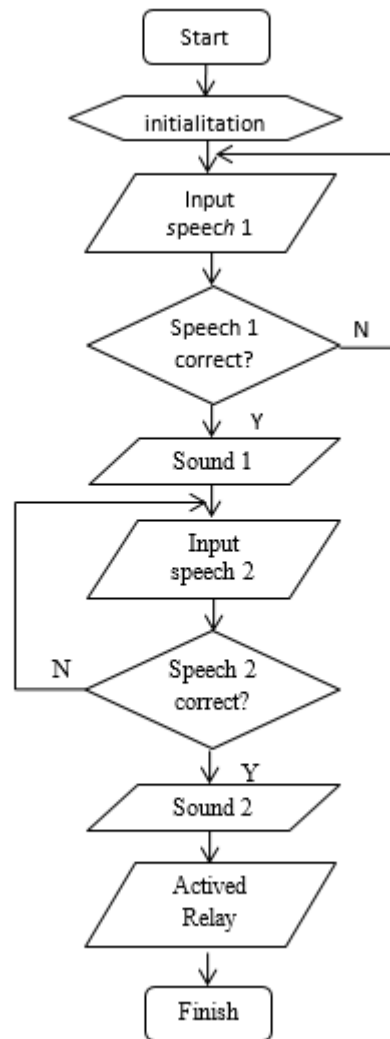 Start
initialitation
Input
speech 1
Speech 1
correct?
N
Y
Sound 1
Input
speech 2
Speech 2
correct?
N
Y
Sound 2
Actived
Relay
Finish